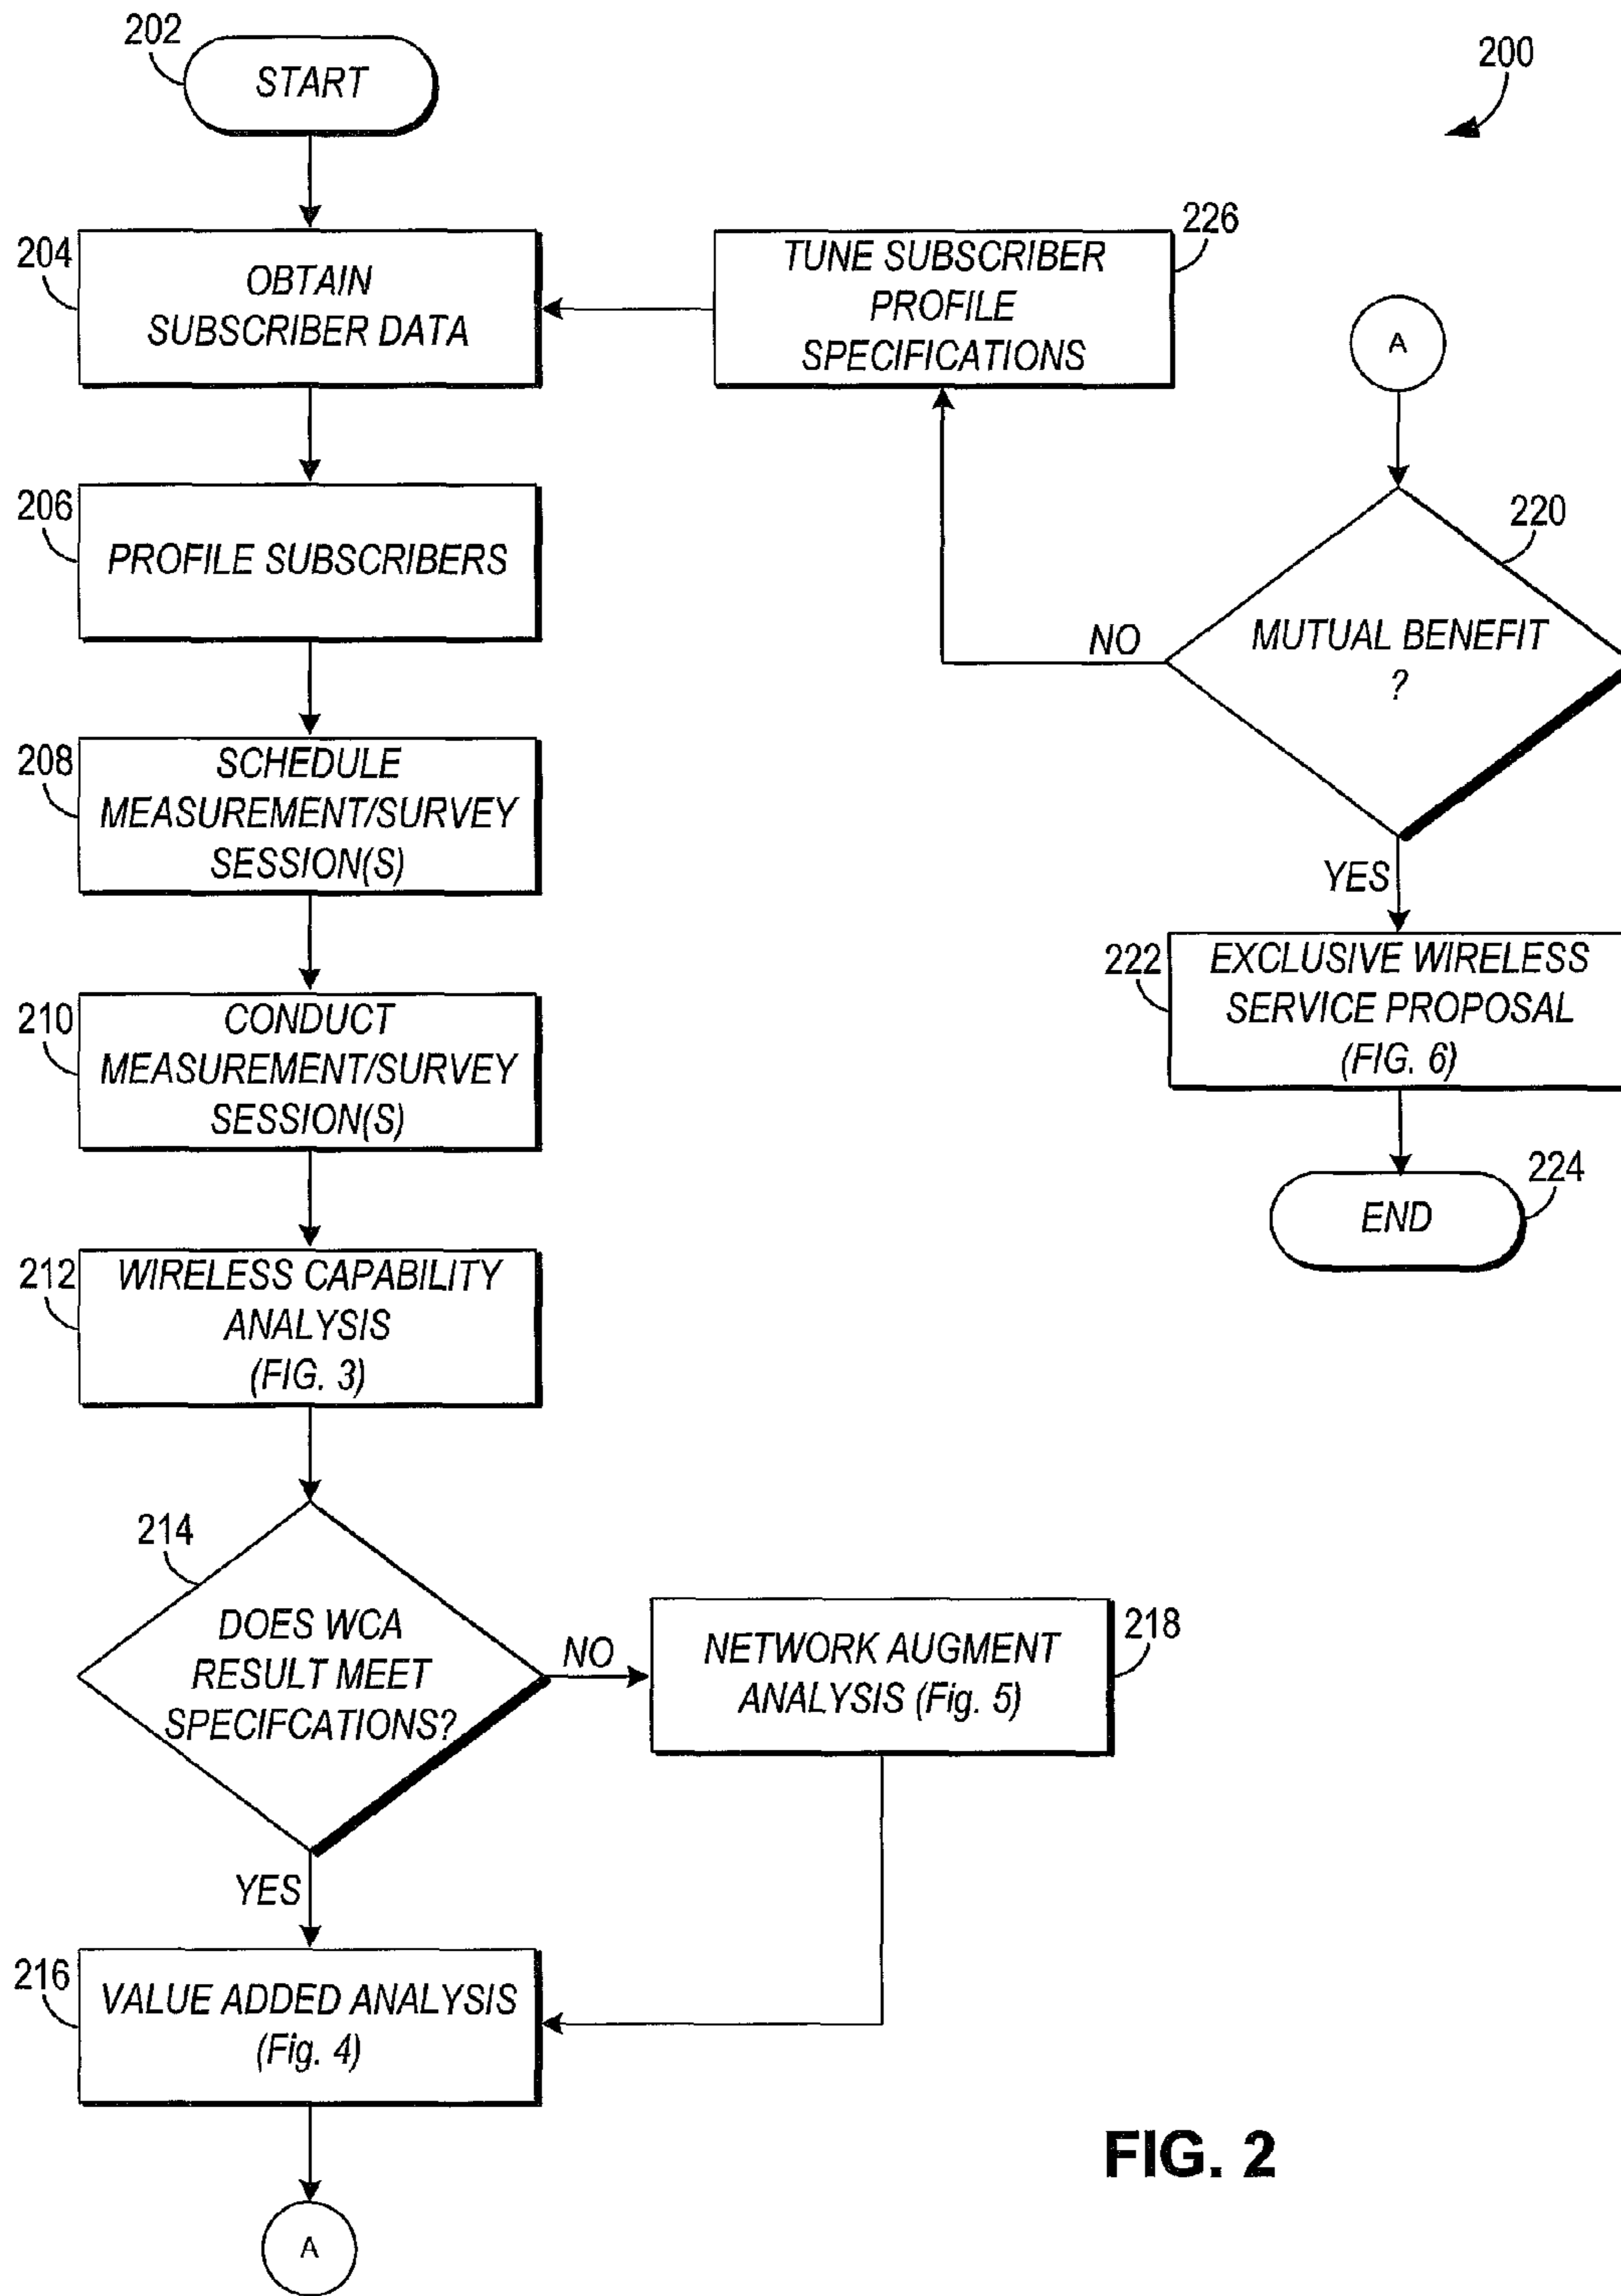 202
START
200
204
OBTAIN
SUBSCRIBER DATA
226
TUNE SUBSCRIBER
PROFILE
SPECIFICATIONS
A
206
PROFILE SUBSCRIBERS
220
MUTUAL BENEFIT
?
NO
YES
208
SCHEDULE
MEASUREMENT/SURVEY
SESSION(S)
222
EXCLUSIVE WIRELESS
SERVICE PROPOSAL
(FIG. 6)
210
CONDUCT
MEASUREMENT/SURVEY
SESSION(S)
224
END
212
WIRELESS CAPABILITY
ANALYSIS
(FIG. 3)
214
DOES WCA
RESULT MEET
SPECIFCATIONS?
NO
218
NETWORK AUGMENT
ANALYSIS (Fig. 5)
YES
216
VALUE ADDED ANALYSIS
(Fig. 4)
A
FIG. 2